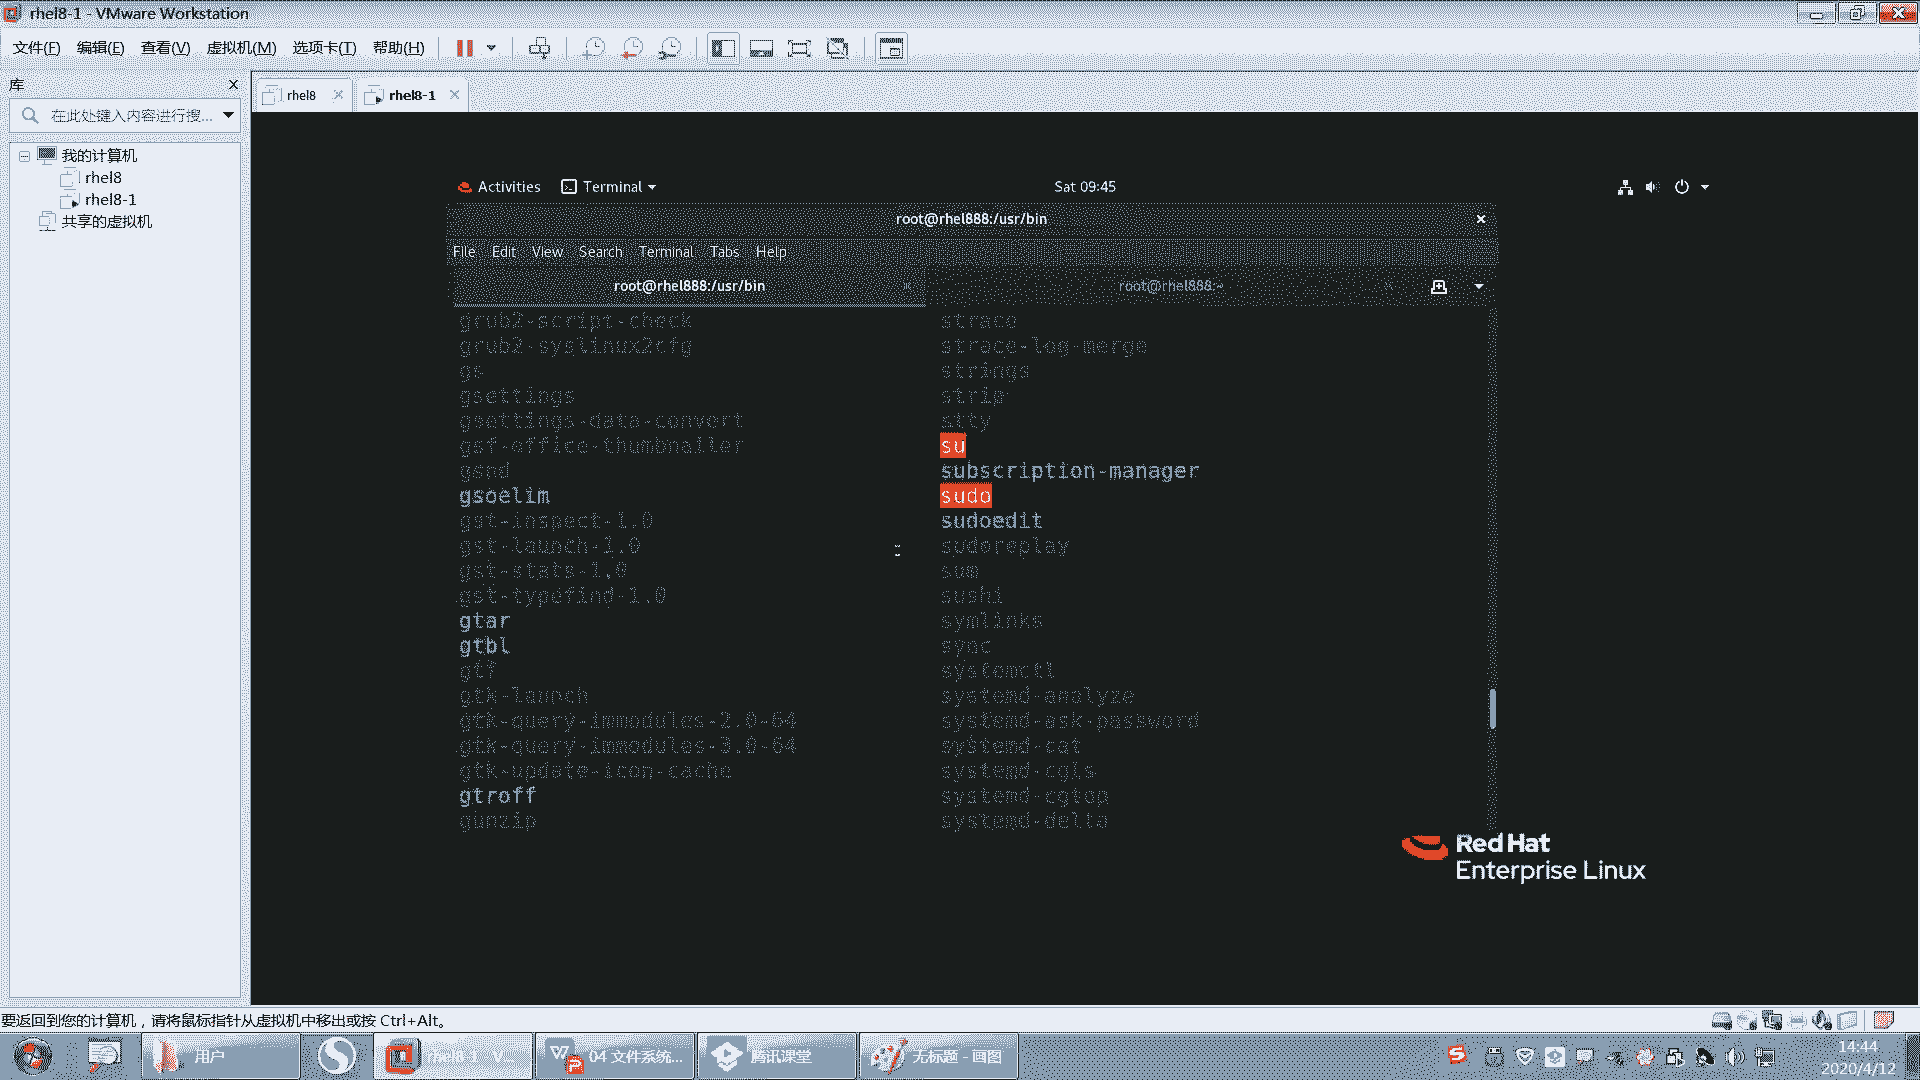 rhel8-1 - VMware Workstation
文件(F) 编辑(E) 查看(V) 虚拟机(M) 选项卡(T) 帮助(H)
库
rhel8
rhel8-1
在此处键入内容进行搜...
我的计算机
rhel8
rhel8-1
共享的虚拟机
Activities
Terminal
Sat 09:45
root@rhel888:/usr/bin
File Edit View Search Terminal Tabs Help
root@rhel888:/usr/bin
root@rhel888:~
grub2-script-check strace
grub2-syslinux2cfg strace-log-merge
gs strings
gsettings strip
gsettings-data-convert stty
gsf-office-thumbnailer su
gsnd subscription-manager
gsoelim sudo
gst-inspect-1.0 sudoedit
gst-launch-1.0 sudoreplay
gst-stats-1.0 sum
gst-typefind-1.0 sushi
gtar symlinks
gtbl sync
gtf systemctl
gtk-launch systemd-analyze
gtk-query-immodules-2.0-64 systemd-ask-password
gtk-query-immodules-3.0-64 systemd-cat
gtk-update-icon-cache systemd-cgls
gtroff systemd-cgtop
gunzip systemd-delta
Red Hat
Enterprise Linux
要返回到您的计算机，请将鼠标指针从虚拟机中移出或按 Ctrl+Alt。
用户
rhel8-1 - V...
04 文件系统...
腾讯课堂
无标题 - 画图
14:44
2020/4/12